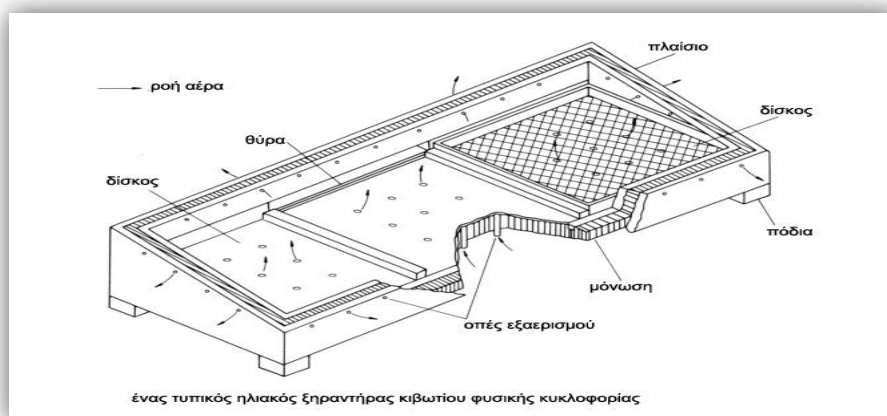 πλαίσιο
ροή αέρα
δίσκος
θύρα
δίσκος
πόδια
μόνωση
οπές εξαερισμού
ένας τυπικός ηλιακός ξηραντήρας κιβωτίου φυσικής κυκλοφορίας